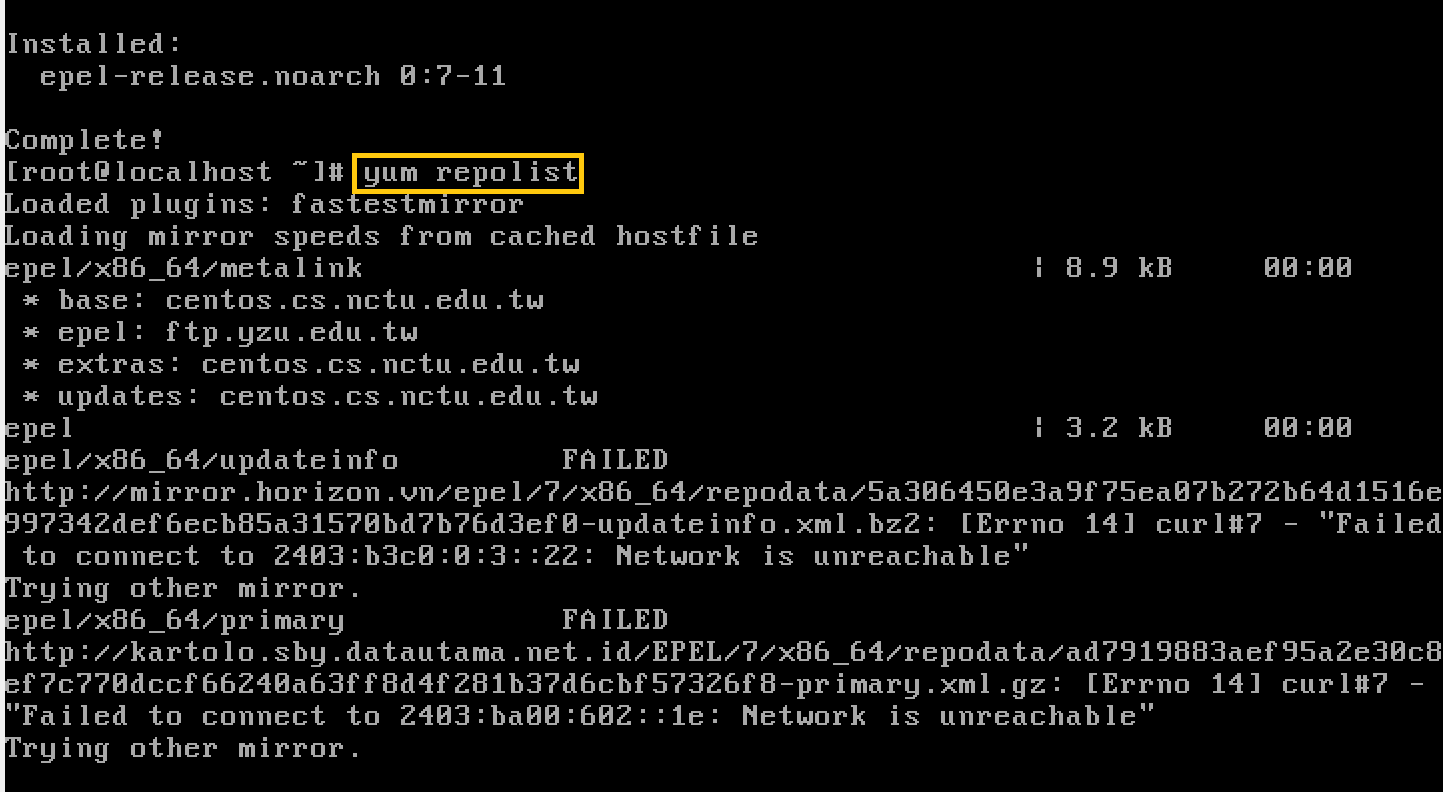 Installed:
  epel-release.noarch 0:7-11
Complete!
[root@localhost ~]# yum repolist
Loaded plugins: fastestmirror
Loading mirror speeds from cached hostfile
epel/x86_64/metalink                                     | 8.9 kB     00:00
 * base: centos.cs.nctu.edu.tw
 * epel: ftp.yzu.edu.tw
 * extras: centos.cs.nctu.edu.tw
 * updates: centos.cs.nctu.edu.tw
epel                                                     | 3.2 kB     00:00
epel/x86_64/updateinfo         FAILED
http://mirror.horizon.vn/epel/7/x86_64/repodata/5a306450e3a9f75ea07b272b64d1516e
997342def6ecb85a31570bd7b76d3ef0-updateinfo.xml.bz2: [Errno 14] curl#7 - "Failed
 to connect to 2403:b3c0:0:3::22: Network is unreachable"
Trying other mirror.
epel/x86_64/primary            FAILED
http://kartolo.sby.datautama.net.id/EPEL/7/x86_64/repodata/ad7919883aef95a2e30c8
ef7c770dccf66240a63ff8d4f281b37d6cbf57326f8-primary.xml.gz: [Errno 14] curl#7 -
"Failed to connect to 2403:ba00:602::1e: Network is unreachable"
Trying other mirror.